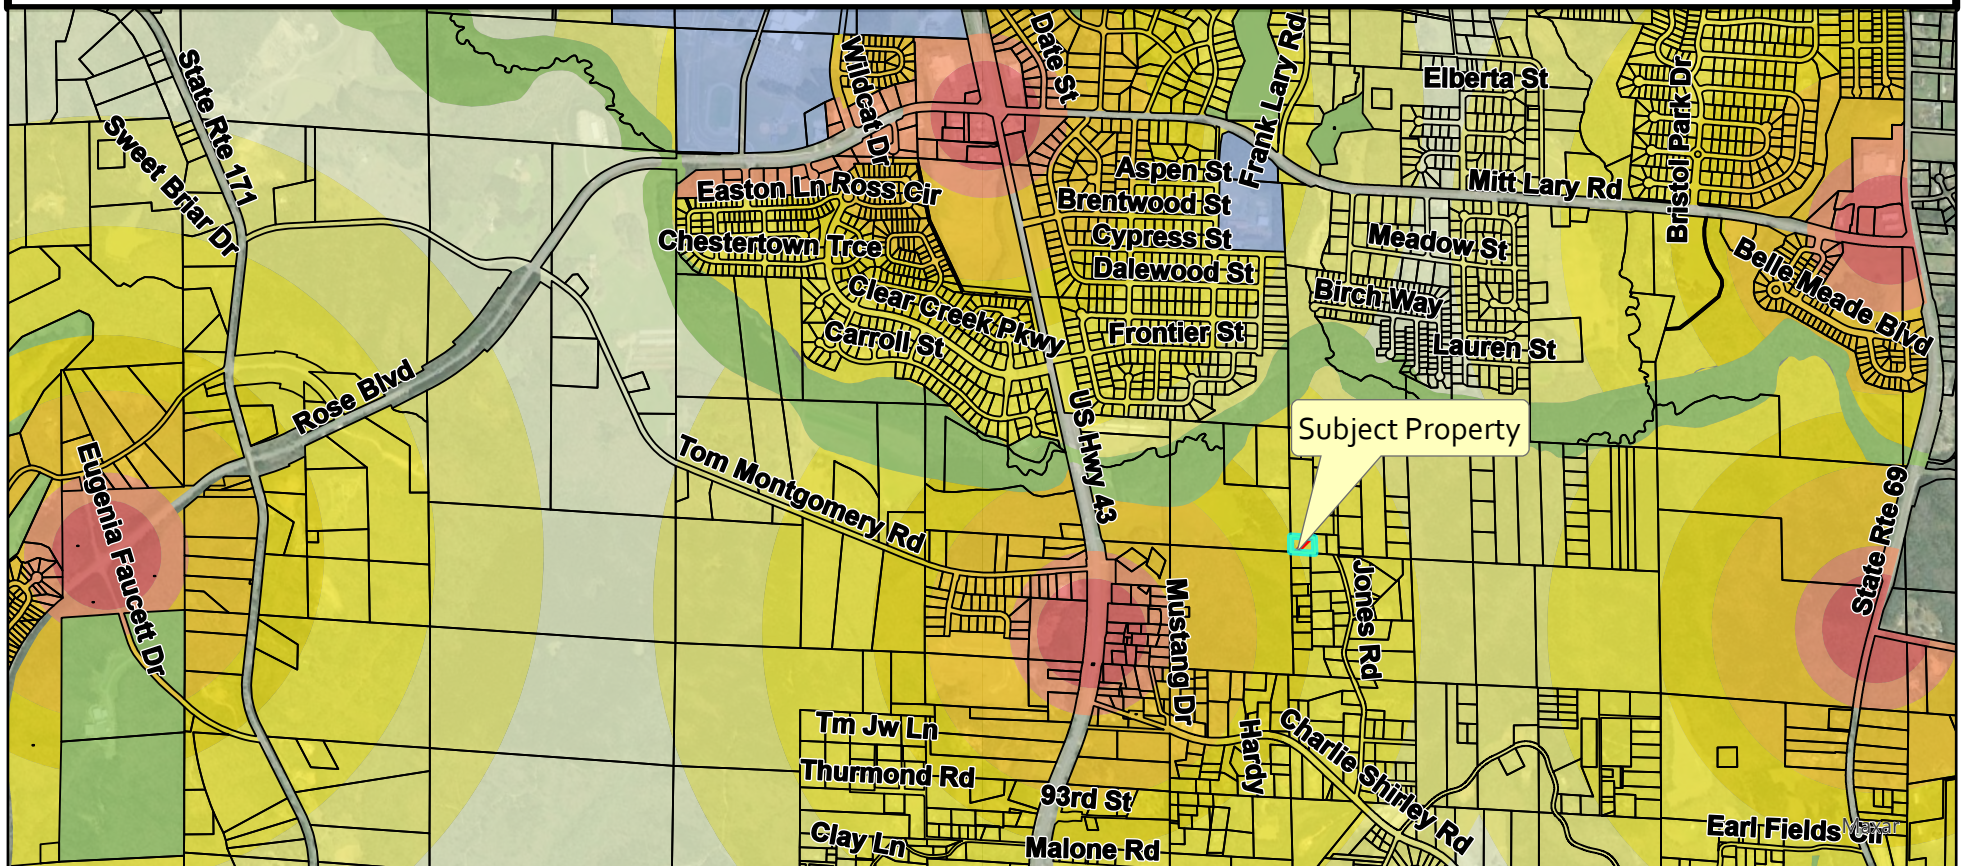 State Rte 171
Sweet Briar Dr
Wildcat Dr
Date St
Frank Lary Rd
Elberta St
Bristol Park Dr
Aspen St
Mitt Lary Rd
Easton Ln
Ross Cir
Brentwood St
Chestertown Trce
Cypress St
Meadow St
Dalewood St
Belle Meade Blvd
Clear Creek Pkwy
Birch Way
Carroll St
Frontier St
Lauren St
Rose Blvd
US Hwy 43
Subject Property
Eugenia Faucett Dr
Tom Montgomery Rd
State Rte 69
Jones Rd
Mustang Dr
Tm Jw Ln
Hardy
Charlie Shirley Rd
Thurmond Rd
93rd St
Clay Ln
Malone Rd
Earl Fields
Maxar